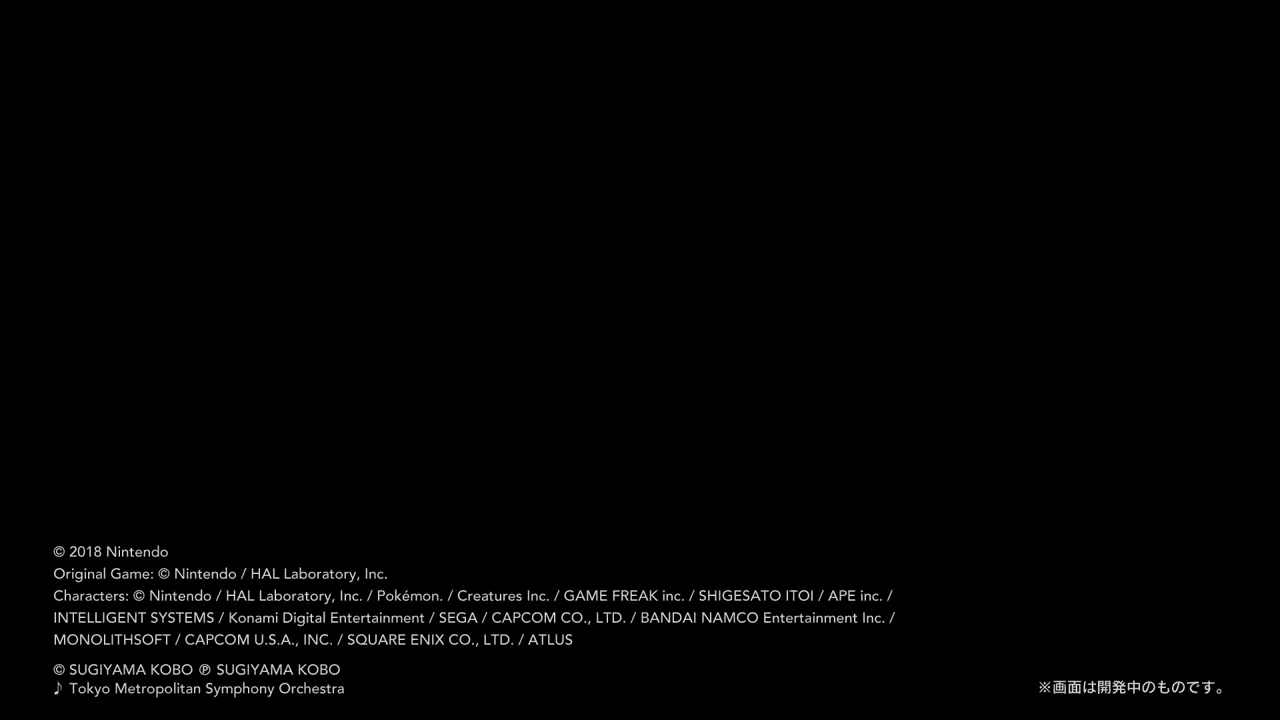 © 2018 Nintendo
Original Game: © Nintendo / HAL Laboratory, Inc.
Characters: © Nintendo / HAL Laboratory, Inc. / Pokémon. / Creatures Inc. / GAME FREAK inc. / SHIGESATO ITOI / APE inc. /
INTELLIGENT SYSTEMS / Konami Digital Entertainment / SEGA / CAPCOM CO., LTD. / BANDAI NAMCO Entertainment Inc. /
MONOLITHSOFT / CAPCOM U.S.A., INC. / SQUARE ENIX CO., LTD. / ATLUS
© SUGIYAMA KOBO ℗ SUGIYAMA KOBO
♪ Tokyo Metropolitan Symphony Orchestra
※画面は開発中のものです。